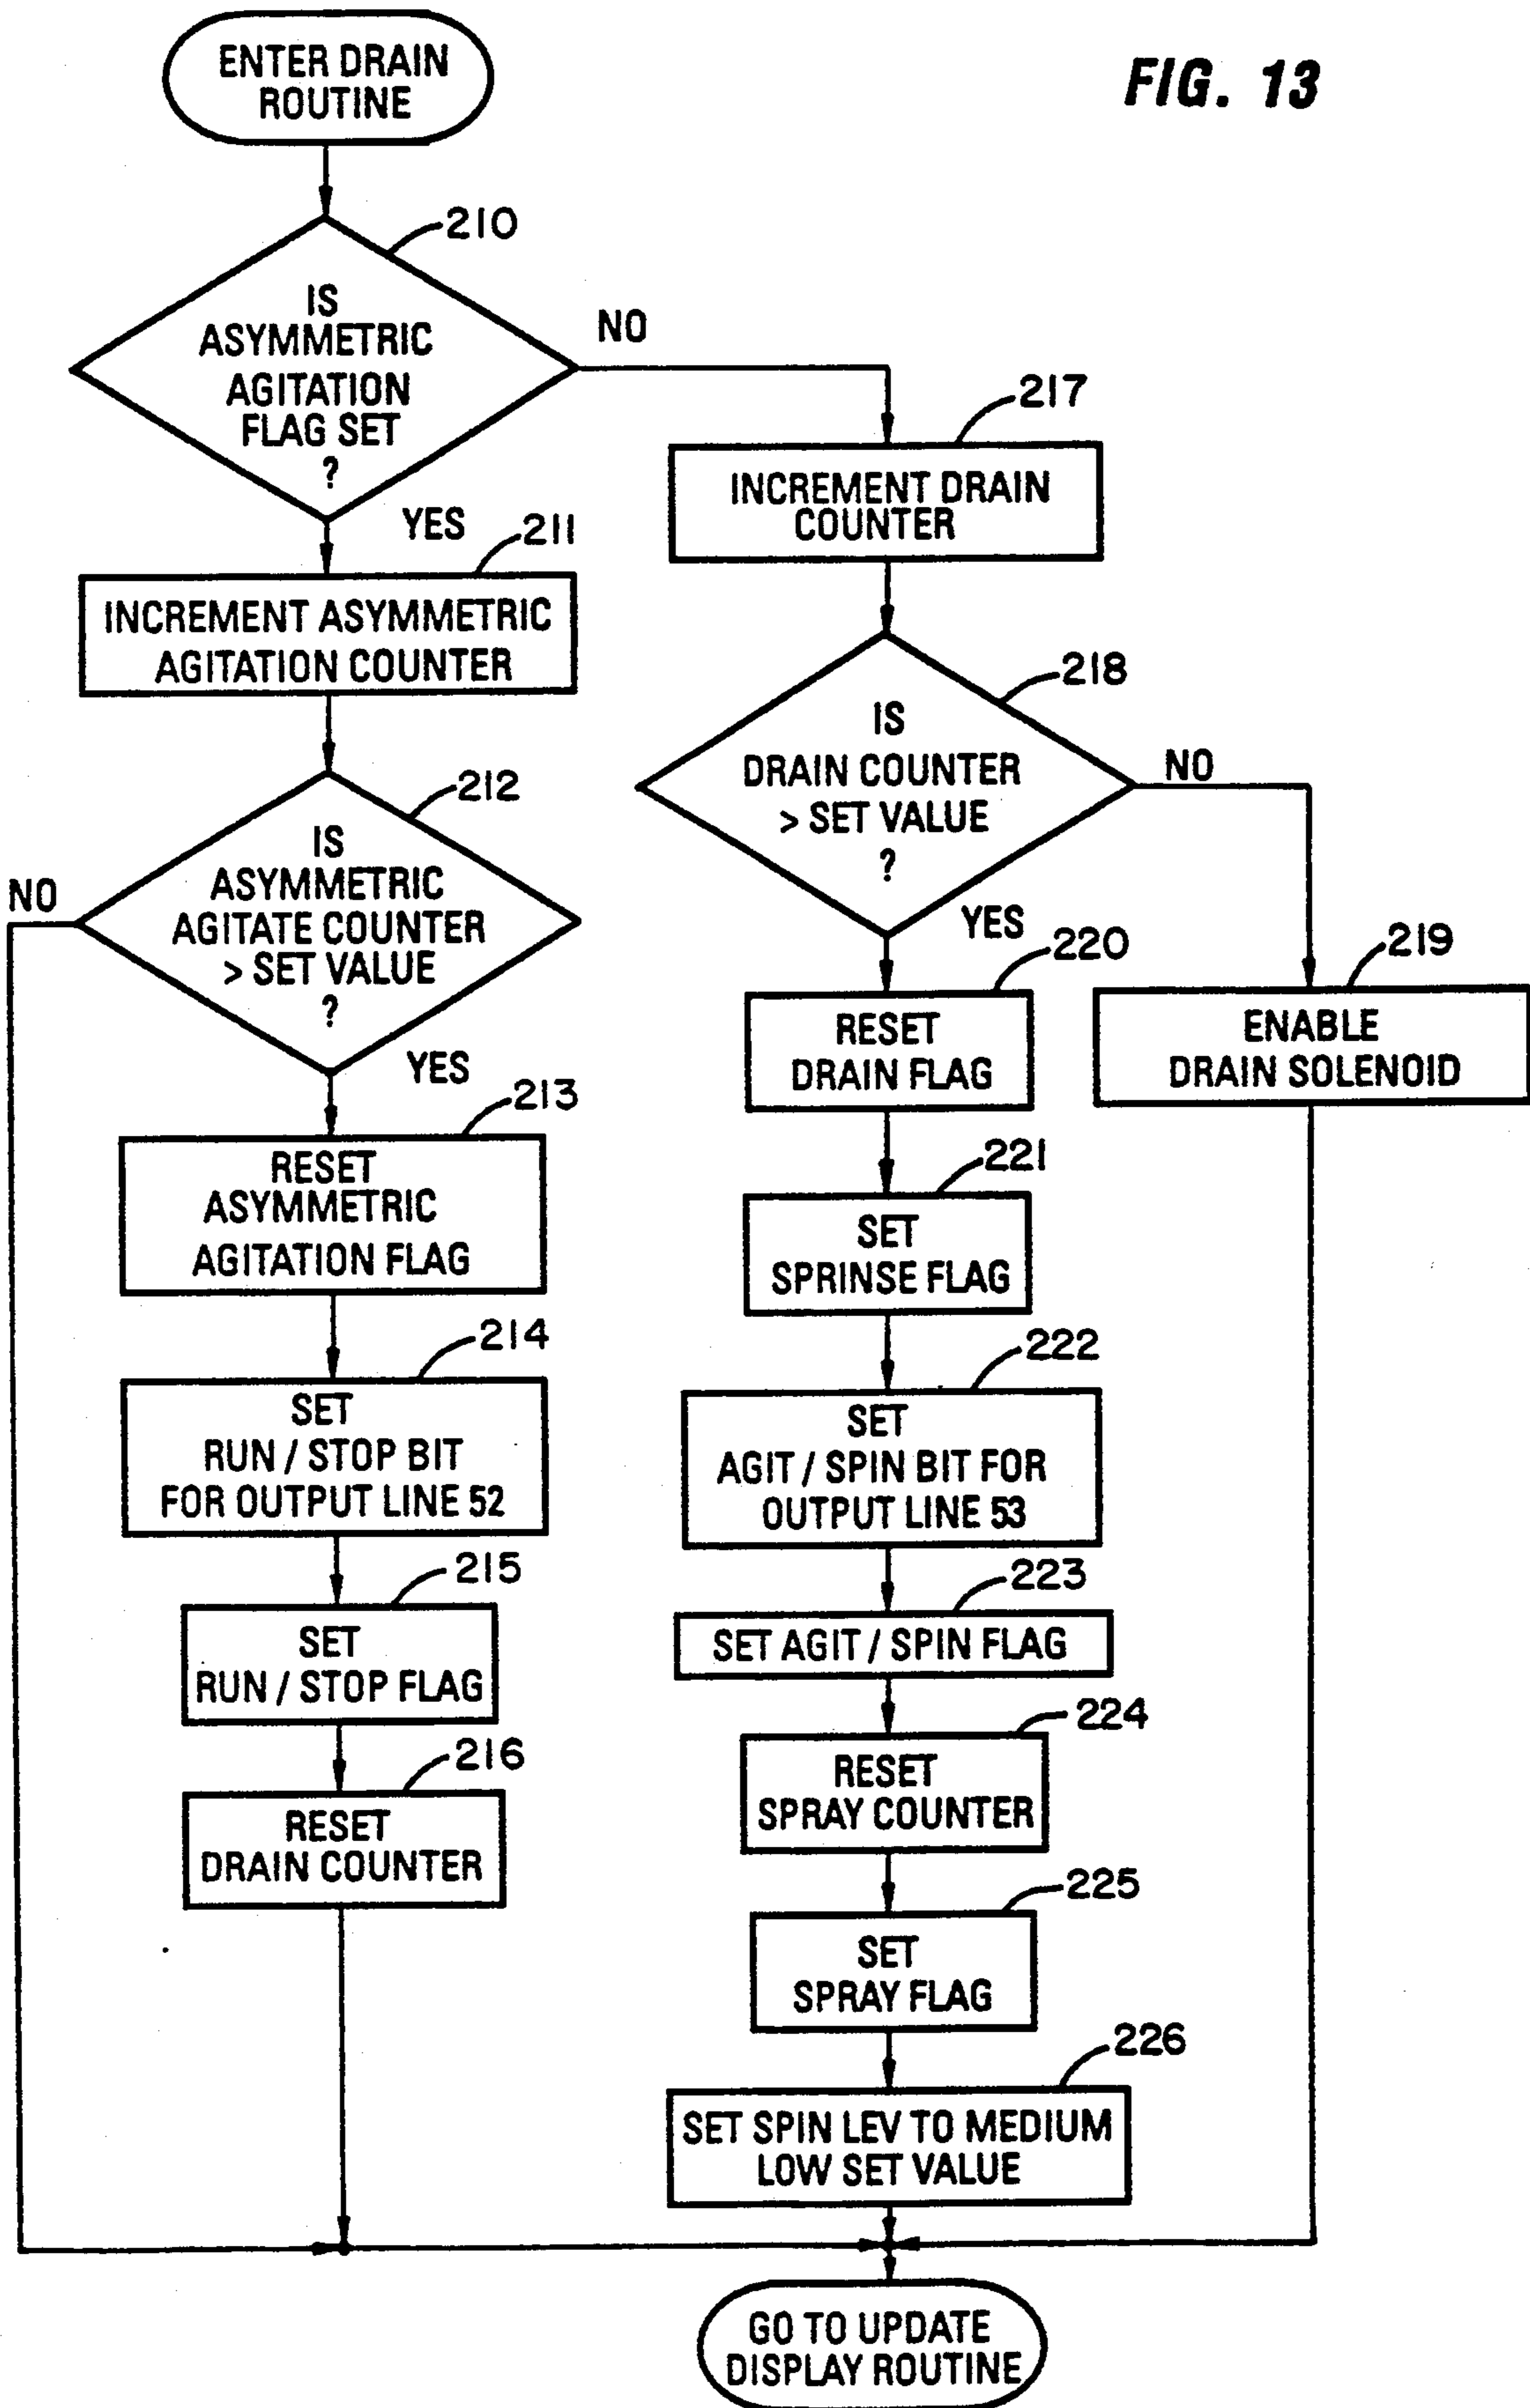 FIG. 13
ENTER DRAIN
ROUTINE
210
IS
ASYMMETRIC
AGITATION
FLAG SET
?
NO
YES
211
INCREMENT ASYMMETRIC
AGITATION COUNTER
212
IS
ASYMMETRIC
AGITATE COUNTER
> SET VALUE
?
NO
YES
213
RESET
ASYMMETRIC
AGITATION FLAG
214
SET
RUN / STOP BIT
FOR OUTPUT LINE 52
215
SET
RUN / STOP FLAG
216
RESET
DRAIN COUNTER
217
INCREMENT DRAIN
COUNTER
218
IS
DRAIN COUNTER
> SET VALUE
?
NO
YES
219
ENABLE
DRAIN SOLENOID
220
RESET
DRAIN FLAG
221
SET
SPRINSE FLAG
222
SET
AGIT / SPIN BIT FOR
OUTPUT LINE 53
223
SET AGIT / SPIN FLAG
224
RESET
SPRAY COUNTER
225
SET
SPRAY FLAG
226
SET SPIN LEV TO MEDIUM
LOW SET VALUE
GO TO UPDATE
DISPLAY ROUTINE